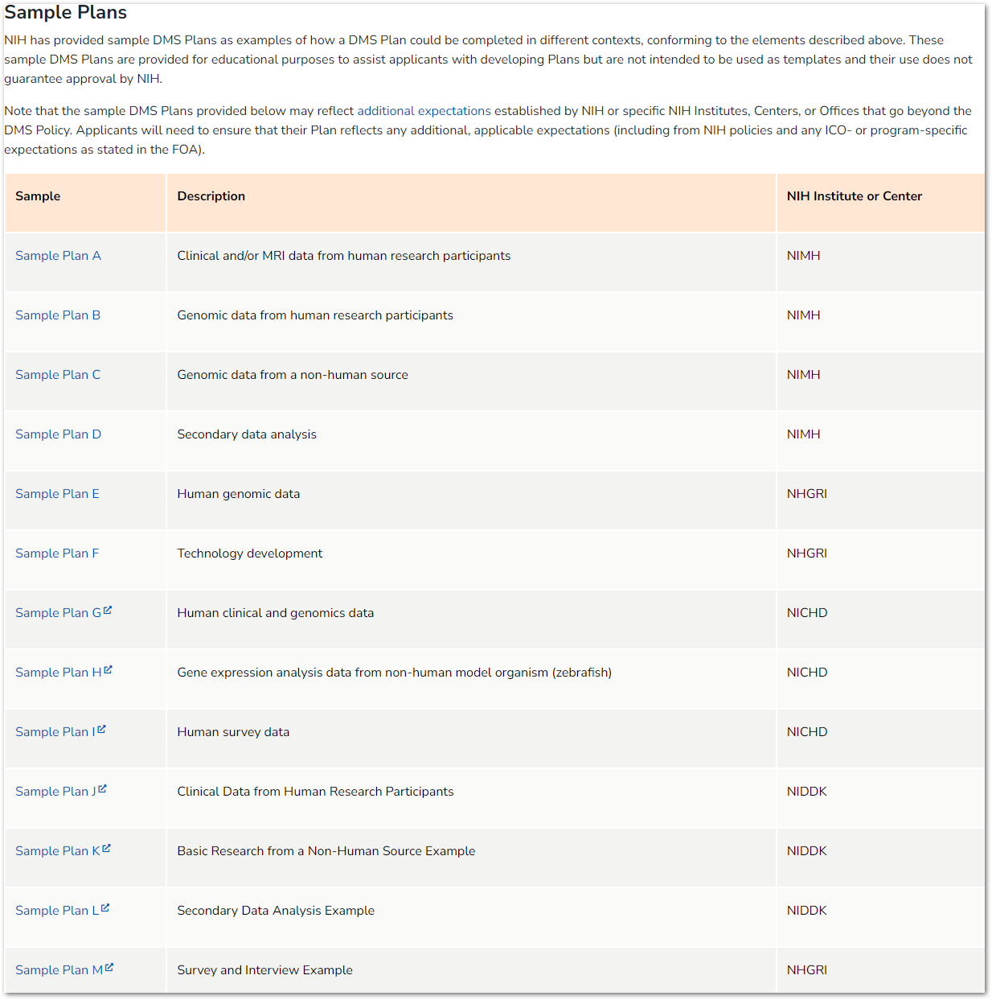 Sample Plans
NIH has provided sample DMS Plans as examples of how a DMS Plan could be completed in different contexts, conforming to the elements described above. These
sample DMS Plans are provided for educational purposes to assist applicants with developing Plans but are not intended to be used as templates and their use does not
guarantee approval by NIH.
Note that the sample DMS Plans provided below may reflect additional expectations established by NIH or specific NIH Institutes, Centers, or Offices that go beyond the
DMS Policy. Applicants will need to ensure that their Plan reflects any additional, applicable expectations (including from NIH policies and any ICO- or program-specific
expectations as stated in the FOA).
Sample Description NIH Institute or Center
Sample Plan A Clinical and/or MRI data from human research participants NIMH
Sample Plan B Genomic data from human research participants NIMH
Sample Plan C Genomic data from a non-human source NIMH
Sample Plan D Secondary data analysis NIMH
Sample Plan E Human genomic data NHGRI
Sample Plan F Technology development NHGRI
Sample Plan G Human clinical and genomics data NICHD
Sample Plan H Gene expression analysis data from non-human model organism (zebrafish) NICHD
Sample Plan I Human survey data NICHD
Sample Plan J Clinical Data from Human Research Participants NIDDK
Sample Plan K Basic Research from a Non-Human Source Example NIDDK
Sample Plan L Secondary Data Analysis Example NIDDK
Sample Plan M Survey and Interview Example NHGRI